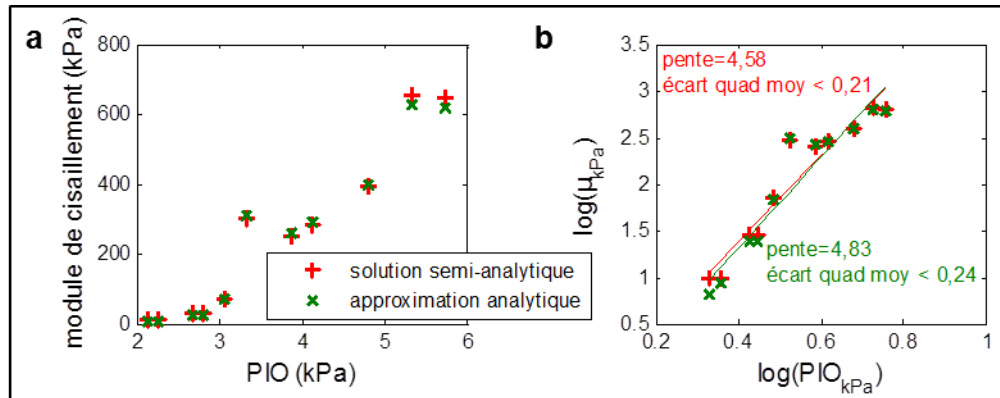 a
module de cisaillement (kPa)
800
600
400
200
0
2
3
4
5
6
PIO (kPa)
solution semi-analytique
approximation analytique
b
log(μkPa)
3.5
3
2.5
2
1.5
1
0.5
0.2
0.4
0.6
0.8
1
log(PIOkPa)
pente=4,58
écart quad moy < 0,21
pente=4,83
écart quad moy < 0,24